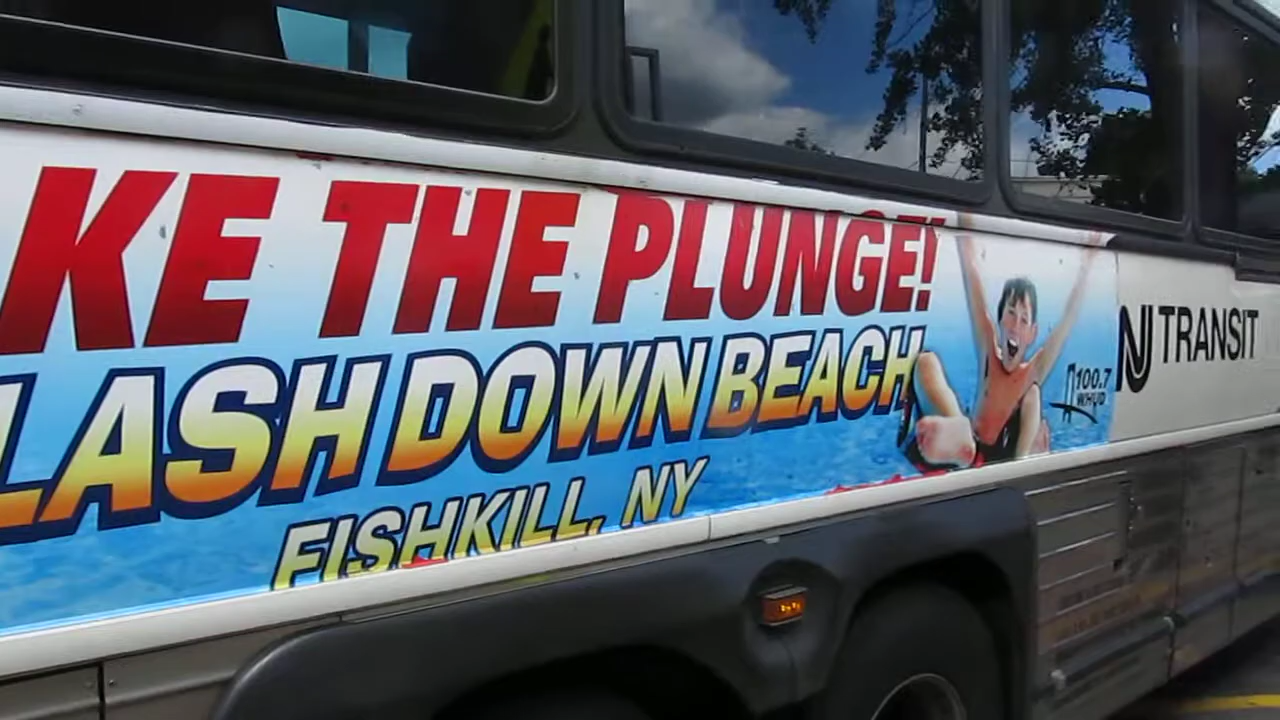 KE THE PLUNGE!
LASH DOWN BEACH
FISHKILL, NY
100.7
WHUD
NJ TRANSIT